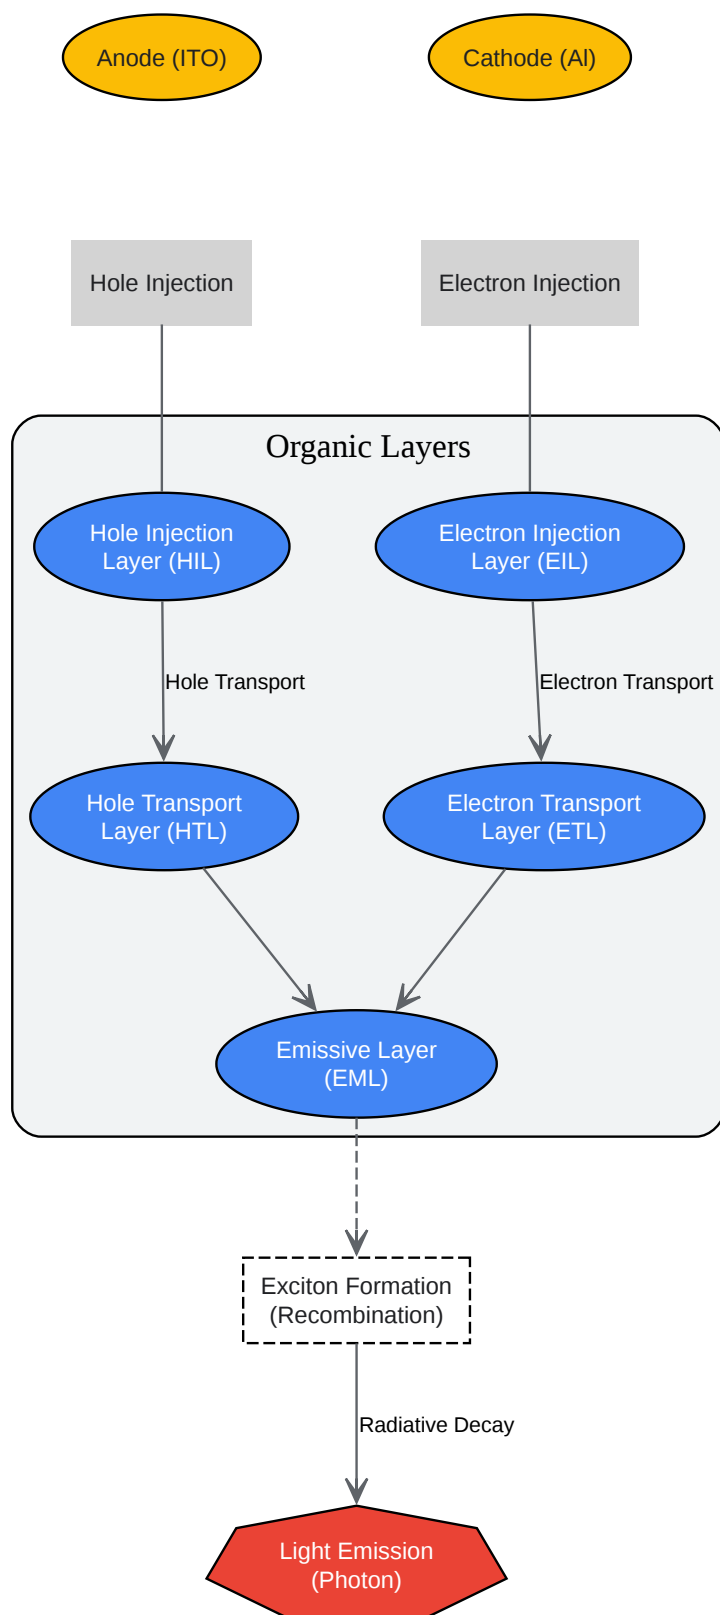 Anode (ITO)
Cathode (Al)
Hole Injection
Electron Injection
Organic Layers
Hole Injection
Layer (HIL)
Electron Injection
Layer (EIL)
Hole Transport
Electron Transport
Hole Transport
Layer (HTL)
Electron Transport
Layer (ETL)
Emissive Layer
(EML)
Exciton Formation
(Recombination)
Radiative Decay
Light Emission
(Photon)